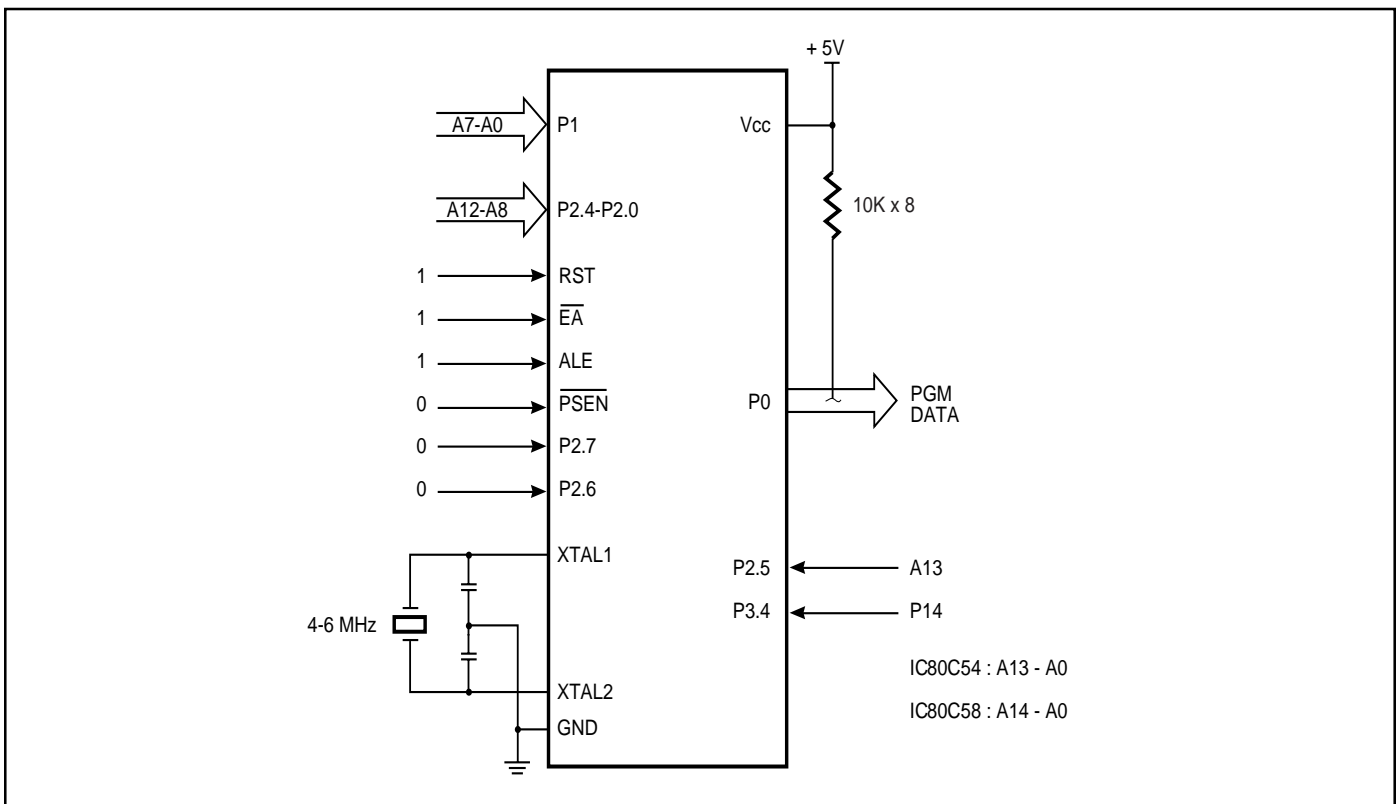 + 5V
A7-A0
P1
Vcc
A12-A8
P2.4-P2.0
10K x 8
1
RST
1
EA
1
ALE
0
PSEN
P0
PGM
DATA
0
P2.7
0
P2.6
XTAL1
P2.5
A13
4-6 MHz
P3.4
P14
IC80C54 : A13 - A0
XTAL2
IC80C58 : A14 - A0
GND